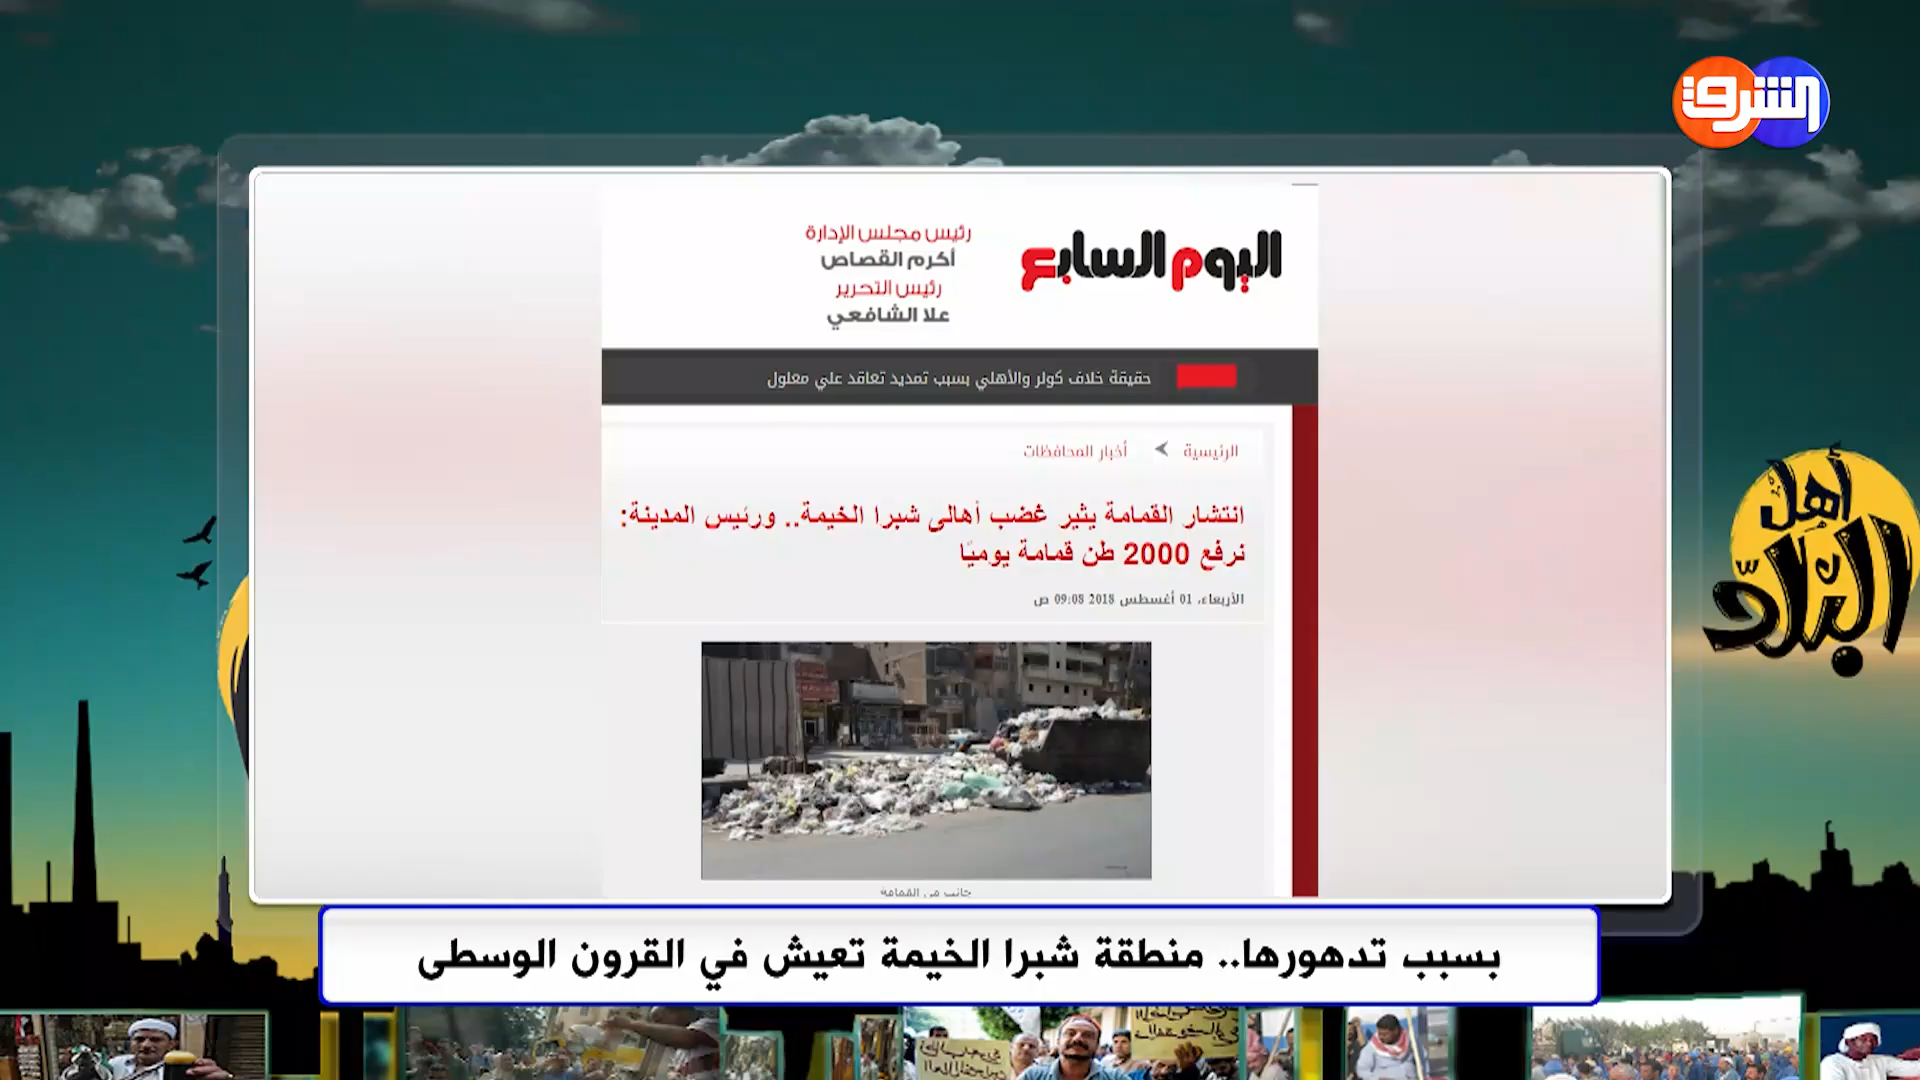 الشرق
اليوم السابع
رئيس مجلس الإدارة
أكرم القصاص
رئيس التحرير
علا الشافعي
حقيقة خلاف كولر والأهلي بسبب تمديد تعاقد علي معلول
الرئيسية
أخبار المحافظات
انتشار القمامة يثير غضب أهالى شبرا الخيمة.. ورئيس المدينة:
نرفع 2000 طن قمامة يوميًا
الأربعاء، 01 أغسطس 2018 09:08 ص
جانب من القمامة
أهل
البلد
بسبب تدهورها.. منطقة شبرا الخيمة تعيش في القرون الوسطى